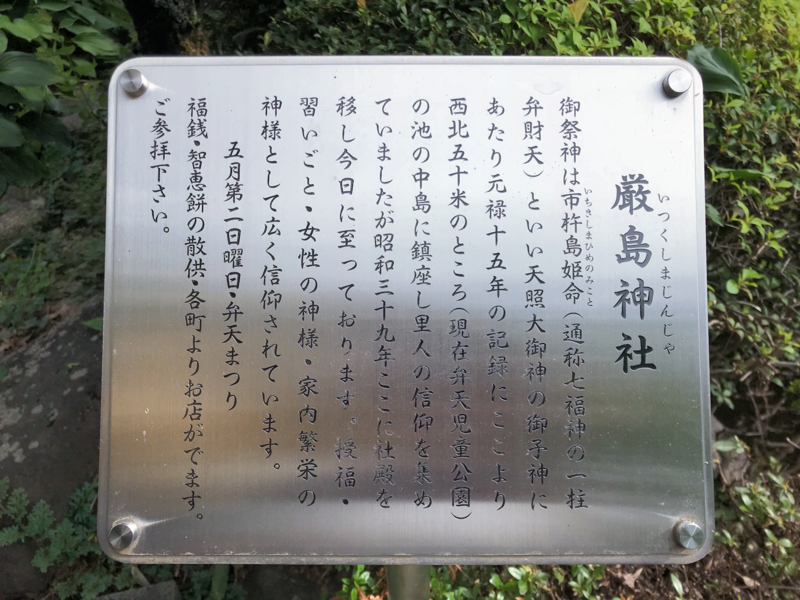 厳島神社
いつくしまじんじゃ
御祭神は市杵島姫命(通称七福神の一柱
いちきしまひめのみこと
弁財天)といい天照大御神の御子神に
あたり元禄十五年の記録にここより
西北五十米のところ(現在弁天児童公園)
の池の中島に鎮座し里人の信仰を集め
ていましたが昭和三十九年ここに社殿を
移し今日に至っております。授福・
習いごと・女性の神様・家内繁栄の
神様として広く信仰されています。
五月第二日曜日・弁天まつり
福銭・智恵餅の散供・各町よりお店がでます。
ご参拝下さい。